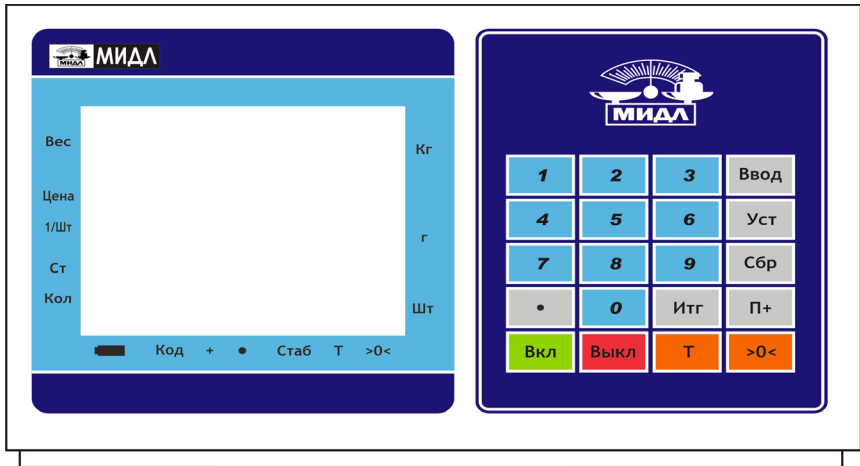 МИДЛ МИДЛ
Вес
Кг
Цена
1/Шт
г
Ст
Кол
Шт
Код + • Стаб Т >0<
МИДЛ
1 2 3 Ввод
4 5 6 Уст
7 8 9 Сбр
• 0 Итг П+
Вкл Выкл Т >0<